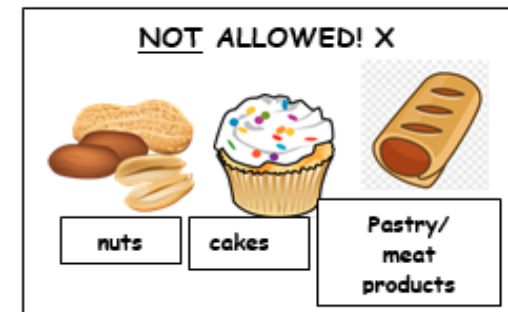 NOT ALLOWED! X
nuts
cakes
Pastry/
meat
products